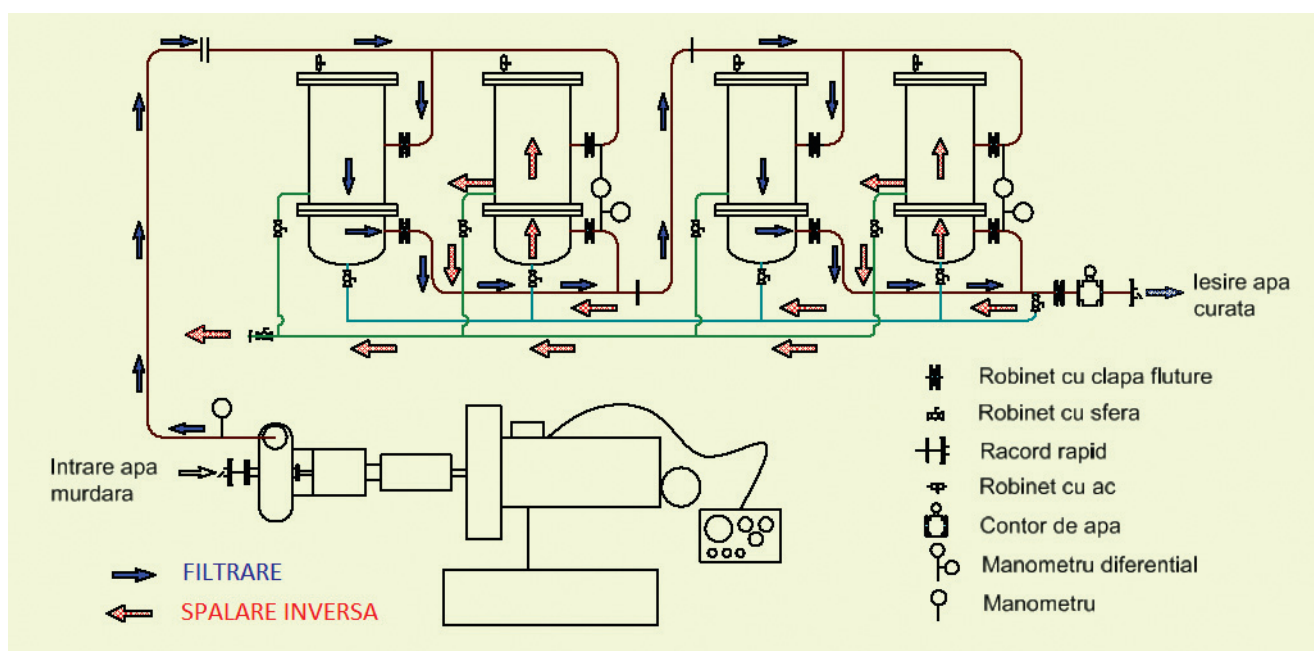 Iesire apa
curata
Robinet cu clapa fluture
Robinet cu sfera
Racord rapid
Intrare apa
murdara
Robinet cu ac
Contor de apa
Manometru diferential
Manometru
FILTRARE
SPALARE INVERSA